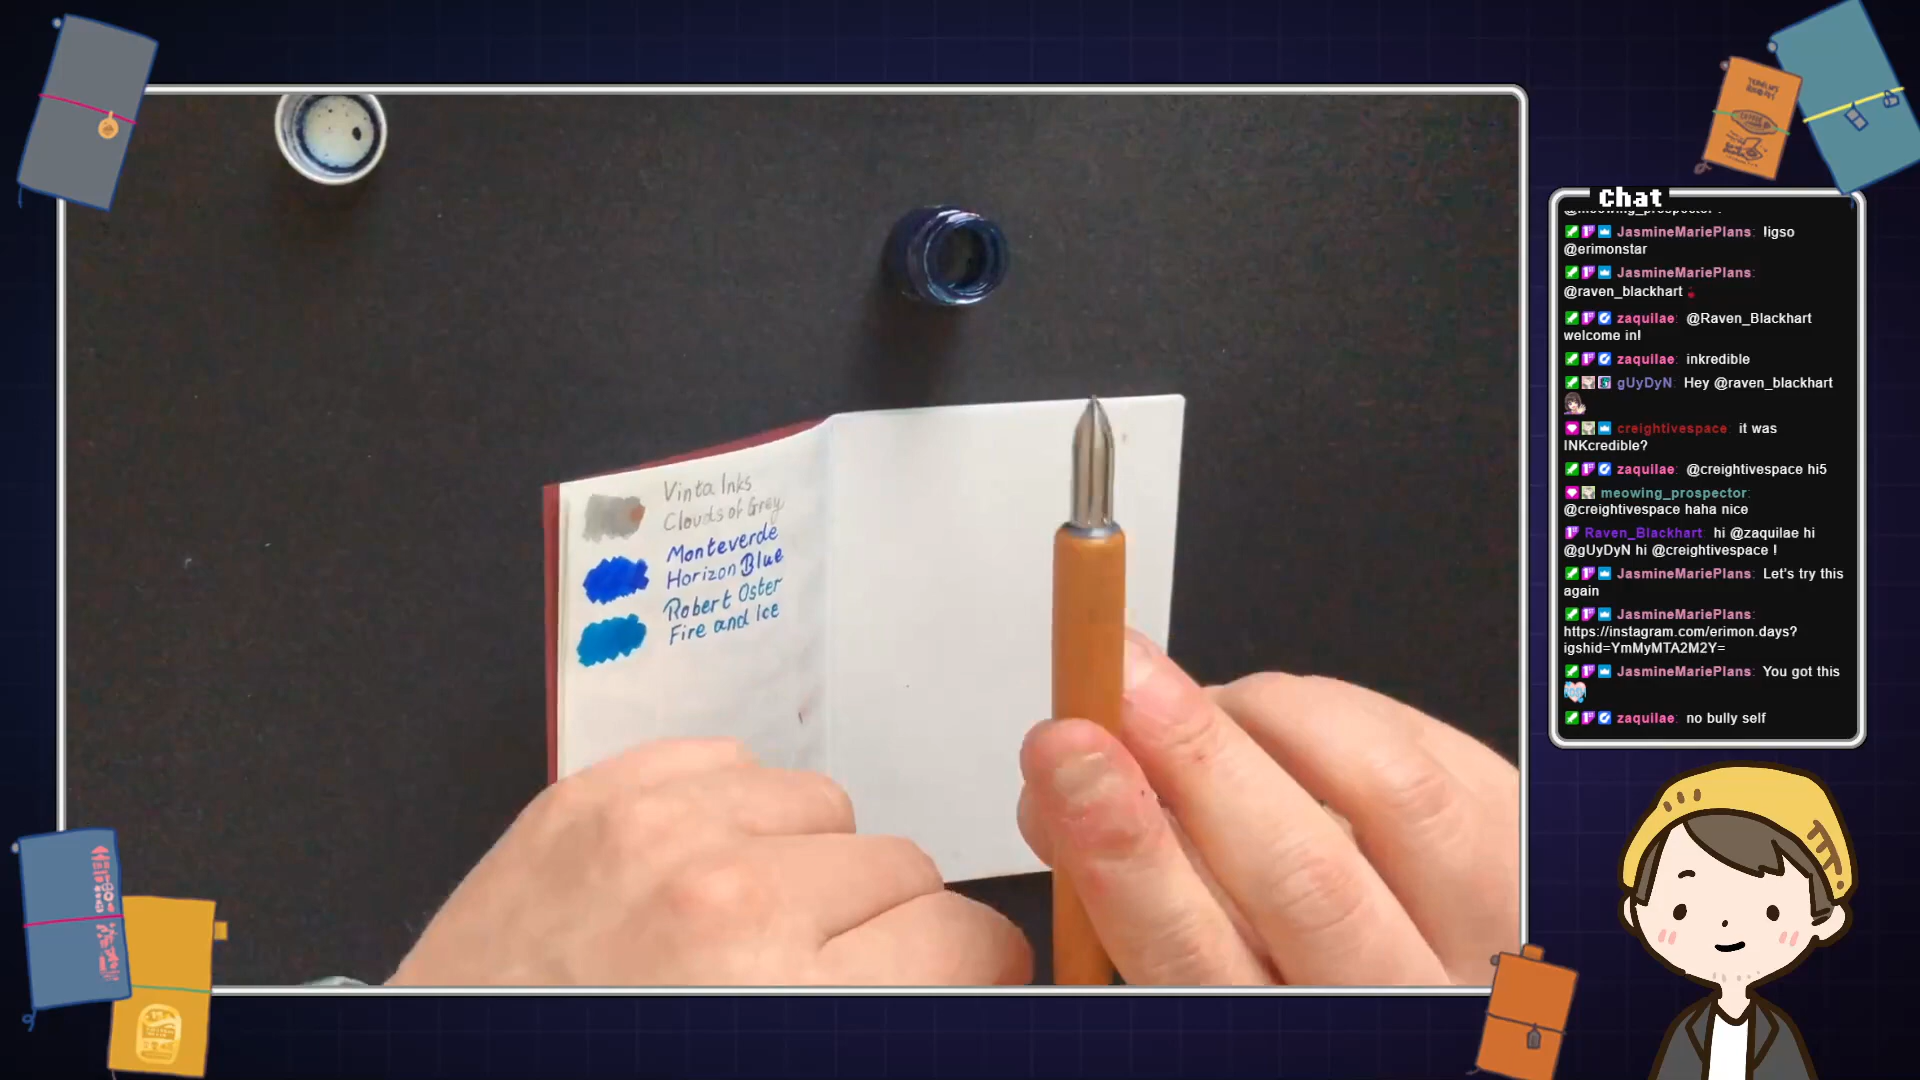 Vinta Inks
Clouds of Grey
Monteverde
Horizon Blue
Robert Oster
Fire and Ice
chat
@meowing_prospector !
JasmineMariePlans: !igso
@erimonstar
JasmineMariePlans:
@raven_blackhart
zaquilae: @Raven_Blackhart
welcome in!
zaquilae: inkredible
gUyDyN: Hey @raven_blackhart
creightivespace: it was
INKcredible?
zaquilae: @creightivespace hi5
meowing_prospector:
@creightivespace haha nice
Raven_Blackhart: hi @zaquilae hi
@gUyDyN hi @creightivespace !
JasmineMariePlans: Let's try this
again
JasmineMariePlans:
https://instagram.com/erimon.days?
igshid=YmMyMTA2M2Y=
JasmineMariePlans: You got this
zaquilae: no bully self